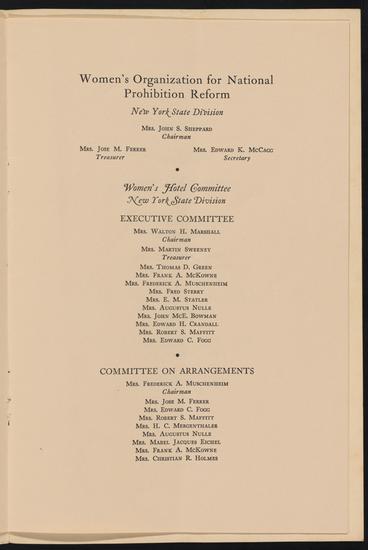 Women's Organization for National
Prohibition Reform
New York State Division
Mrs. John S. Sheppard
Chairman
Mrs. Jose M. Ferrer Mrs. Edward K. McCagg
Treasurer Secretary
Women's Hotel Committee
New York State Division
EXECUTIVE COMMITTEE
Mrs. Walton H. Marshall
Chairman
Mrs. Martin Sweeney
Treasurer
Mrs. Thomas D. Green
Mrs. Frank A. McKowne
Mrs. Frederick A. Muschenheim
Mrs. Fred Sterry
Mrs. E. M. Statler
Mrs. Augustus Nulle
Mrs. John McE. Bowman
Mrs. Edward H. Crandall
Mrs. Robert S. Maffitt
Mrs. Edward C. Fogg
COMMITTEE ON ARRANGEMENTS
Mrs. Frederick A. Muschenheim
Chairman
Mrs. Jose M. Ferrer
Mrs. Edward C. Fogg
Mrs. Robert S. Maffitt
Mrs. H. C. Mergenthaler
Mrs. Augustus Nulle
Mrs. Mabel Jacques Eichel
Mrs. Frank A. McKowne
Mrs. Christian R. Holmes